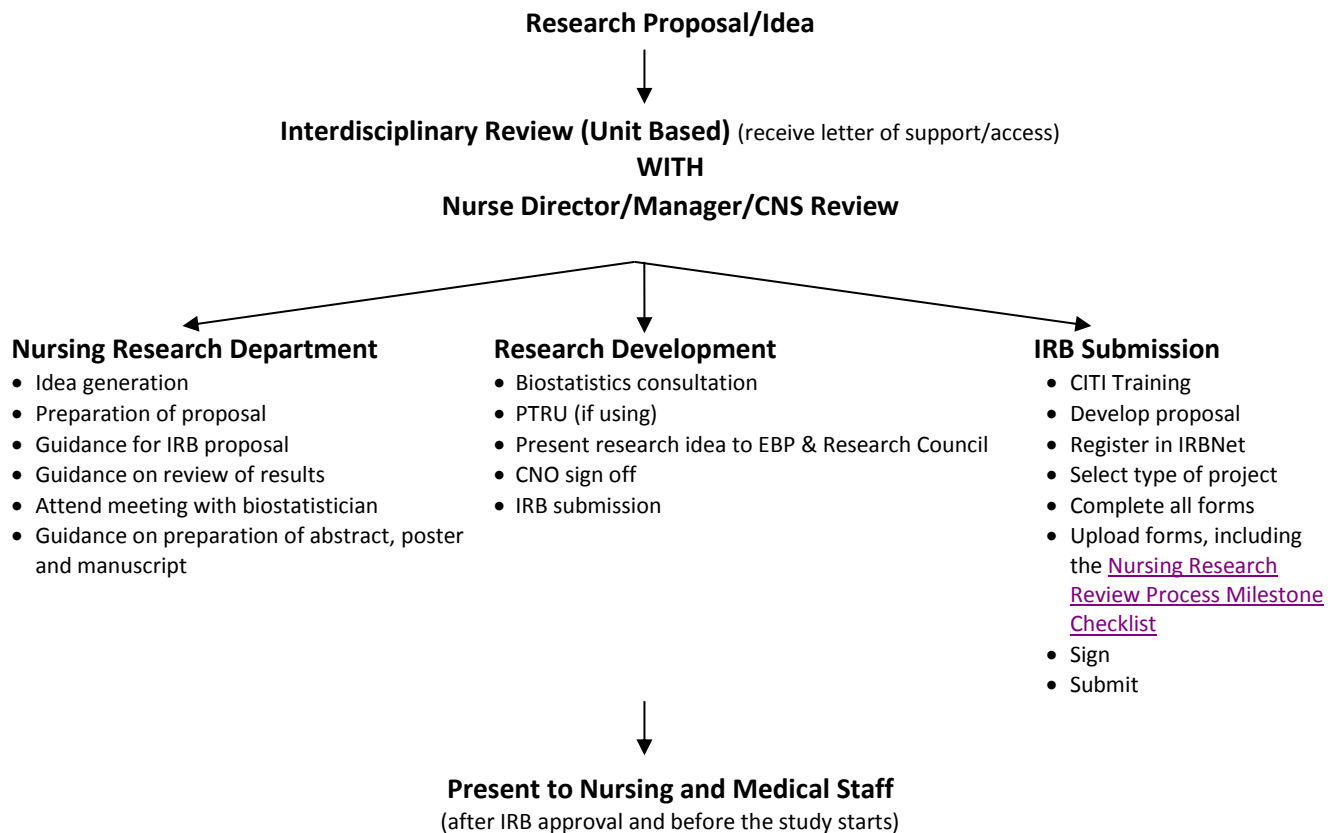 Research Proposal/Idea
Interdisciplinary Review (Unit Based) (receive letter of support/access)
WITH
Nurse Director/Manager/CNS Review
Nursing Research Department
• Idea generation
• Preparation of proposal
• Guidance for IRB proposal
• Guidance on review of results
• Attend meeting with biostatistician
• Guidance on preparation of abstract, poster
and manuscript
Research Development
• Biostatistics consultation
• PTRU (if using)
• Present research idea to EBP & Research Council
• CNO sign off
• IRB submission
IRB Submission
• CITI Training
• Develop proposal
• Register in IRBNet
• Select type of project
• Complete all forms
• Upload forms, including
the Nursing Research
Review Process Milestone
Checklist
• Sign
• Submit
Present to Nursing and Medical Staff
(after IRB approval and before the study starts)